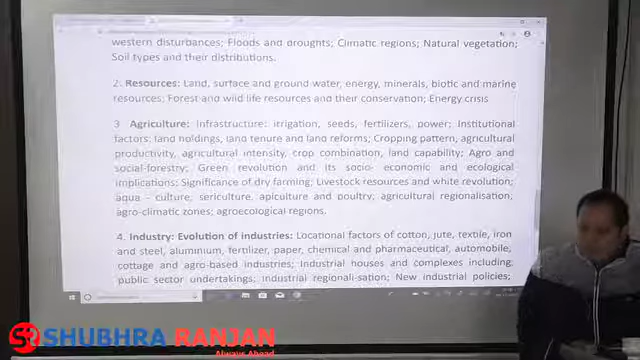 western disturbances; Floods and droughts; Climatic regions; Natural vegetation;
Soil types and their distributions.
2. Resources: Land, surface and ground water, energy, minerals, biotic and marine
resources; Forest and wild life resources and their conservation; Energy crisis
3 Agriculture: Infrastructure: irrigation, seeds, fertilizers, power; Institutional
factors; land holdings, land tenure and land reforms; Cropping pattern, agricultural
productivity, agricultural intensity, crop combination, land capability; Agro and
social-forestry; Green revolution and its socio- economic and ecological
implications; Significance of dry farming; Livestock resources and white revolution;
aqua - culture; sericulture, apiculture and poultry; agricultural regionalisation;
agro-climatic zones; agroecological regions.
4. Industry: Evolution of industries: Locational factors of cotton, jute, textile, iron
and steel, aluminium, fertilizer, paper, chemical and pharmaceutical, automobile,
cottage and agro-based industries; Industrial houses and complexes including
public sector undertakings; Industrial regionali-sation; New industrial policies;
SR SHUBHRA RANJAN
Always Ahead